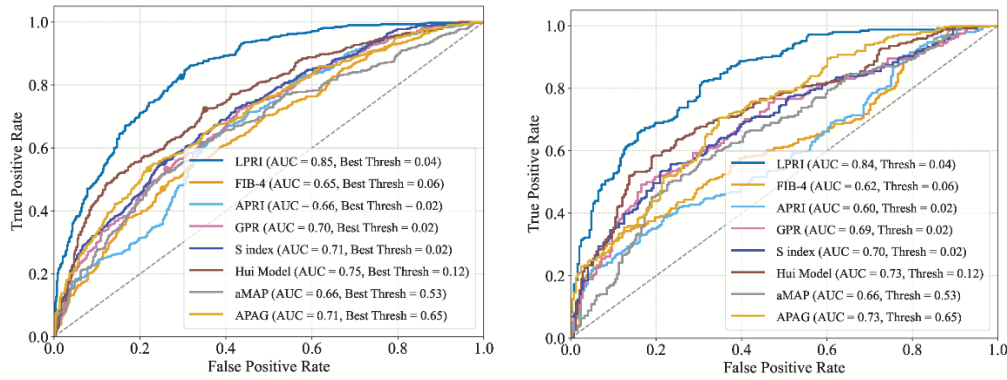 1.0
0.8
0.6
0.4
0.2
0.0
True Positive Rate
LPRI (AUC = 0.85, Best Thresh = 0.04)
FIB-4 (AUC = 0.65, Best Thresh = 0.06)
APRI (AUC = 0.66, Best Thresh = 0.02)
GPR (AUC = 0.70, Best Thresh = 0.02)
S index (AUC = 0.71, Best Thresh = 0.02)
Hui Model (AUC = 0.75, Best Thresh = 0.12)
aMAP (AUC = 0.66, Best Thresh = 0.53)
APAG (AUC = 0.71, Best Thresh = 0.65)
0.0 0.2 0.4 0.6 0.8 1.0
False Positive Rate
1.0
0.8
0.6
0.4
0.2
0.0
True Positive Rate
LPRI (AUC = 0.84, Thresh = 0.04)
FIB-4 (AUC = 0.62, Thresh = 0.06)
APRI (AUC = 0.60, Thresh = 0.02)
GPR (AUC = 0.69, Thresh = 0.02)
S index (AUC = 0.70, Thresh = 0.02)
Hui Model (AUC = 0.73, Thresh = 0.12)
aMAP (AUC = 0.66, Thresh = 0.53)
APAG (AUC = 0.73, Thresh = 0.65)
0.0 0.2 0.4 0.6 0.8 1.0
False Positive Rate